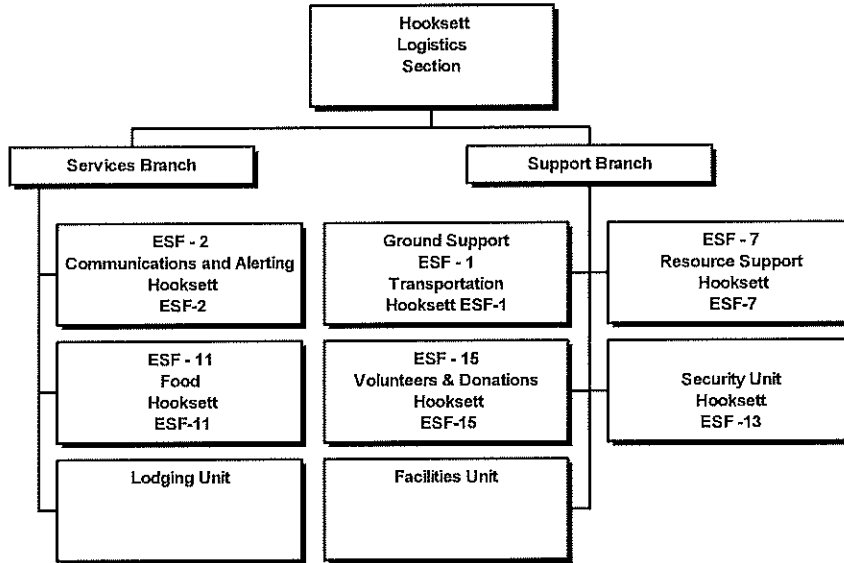 Hooksett
Logistics
Section
Services Branch
Support Branch
ESF - 2
Communications and Alerting
Hooksett
ESF-2
Ground Support
ESF - 1
Transportation
Hooksett ESF-1
ESF - 7
Resource Support
Hooksett
ESF-7
ESF - 11
Food
Hooksett
ESF-11
ESF - 15
Volunteers & Donations
Hooksett
ESF-15
Security Unit
Hooksett
ESF -13
Lodging Unit
Facilities Unit